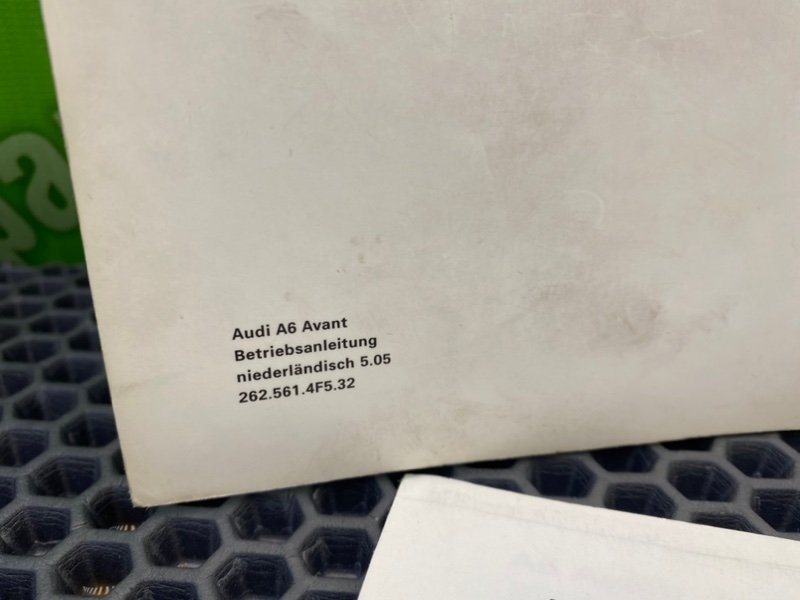 Audi A6 Avant
Betriebsanleitung
niederländisch 5.05
262.561.4F5.32